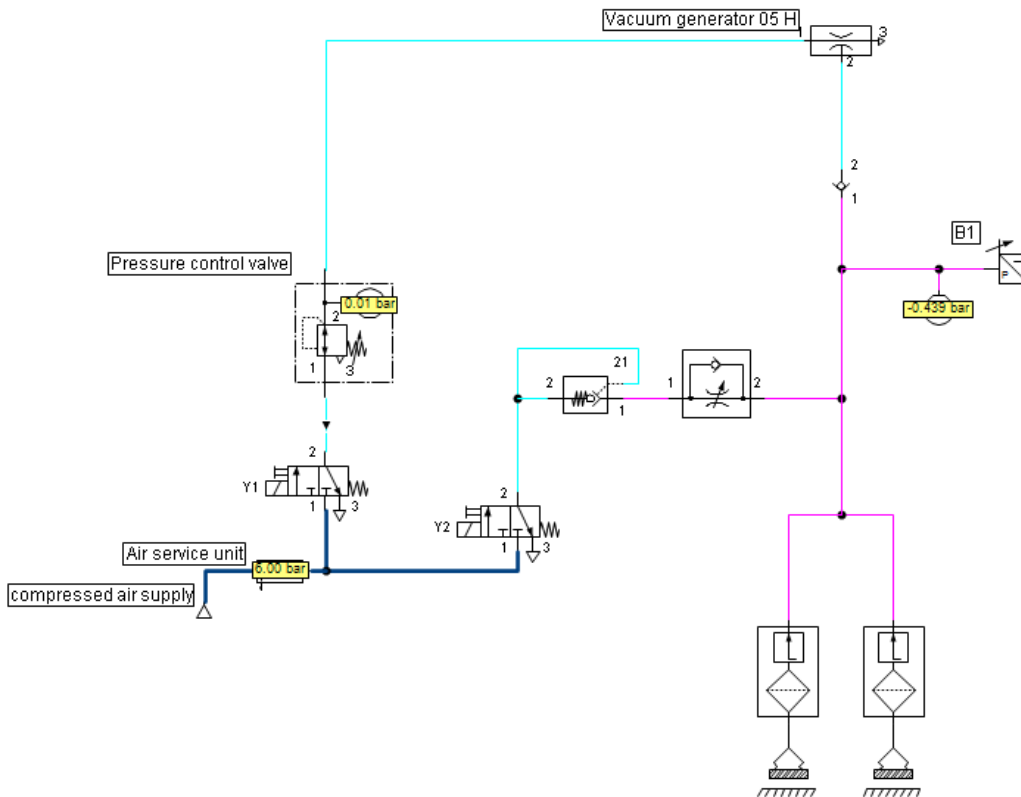 Vacuum generator 05 H
1
3
2
2
1
B1
P
-0.439 bar
Pressure control valve
0.01 bar
2
1
3
21
2
1
1
2
2
Y1
1
3
2
Y2
1
3
Air service unit
6.00 bar
compressed air supply